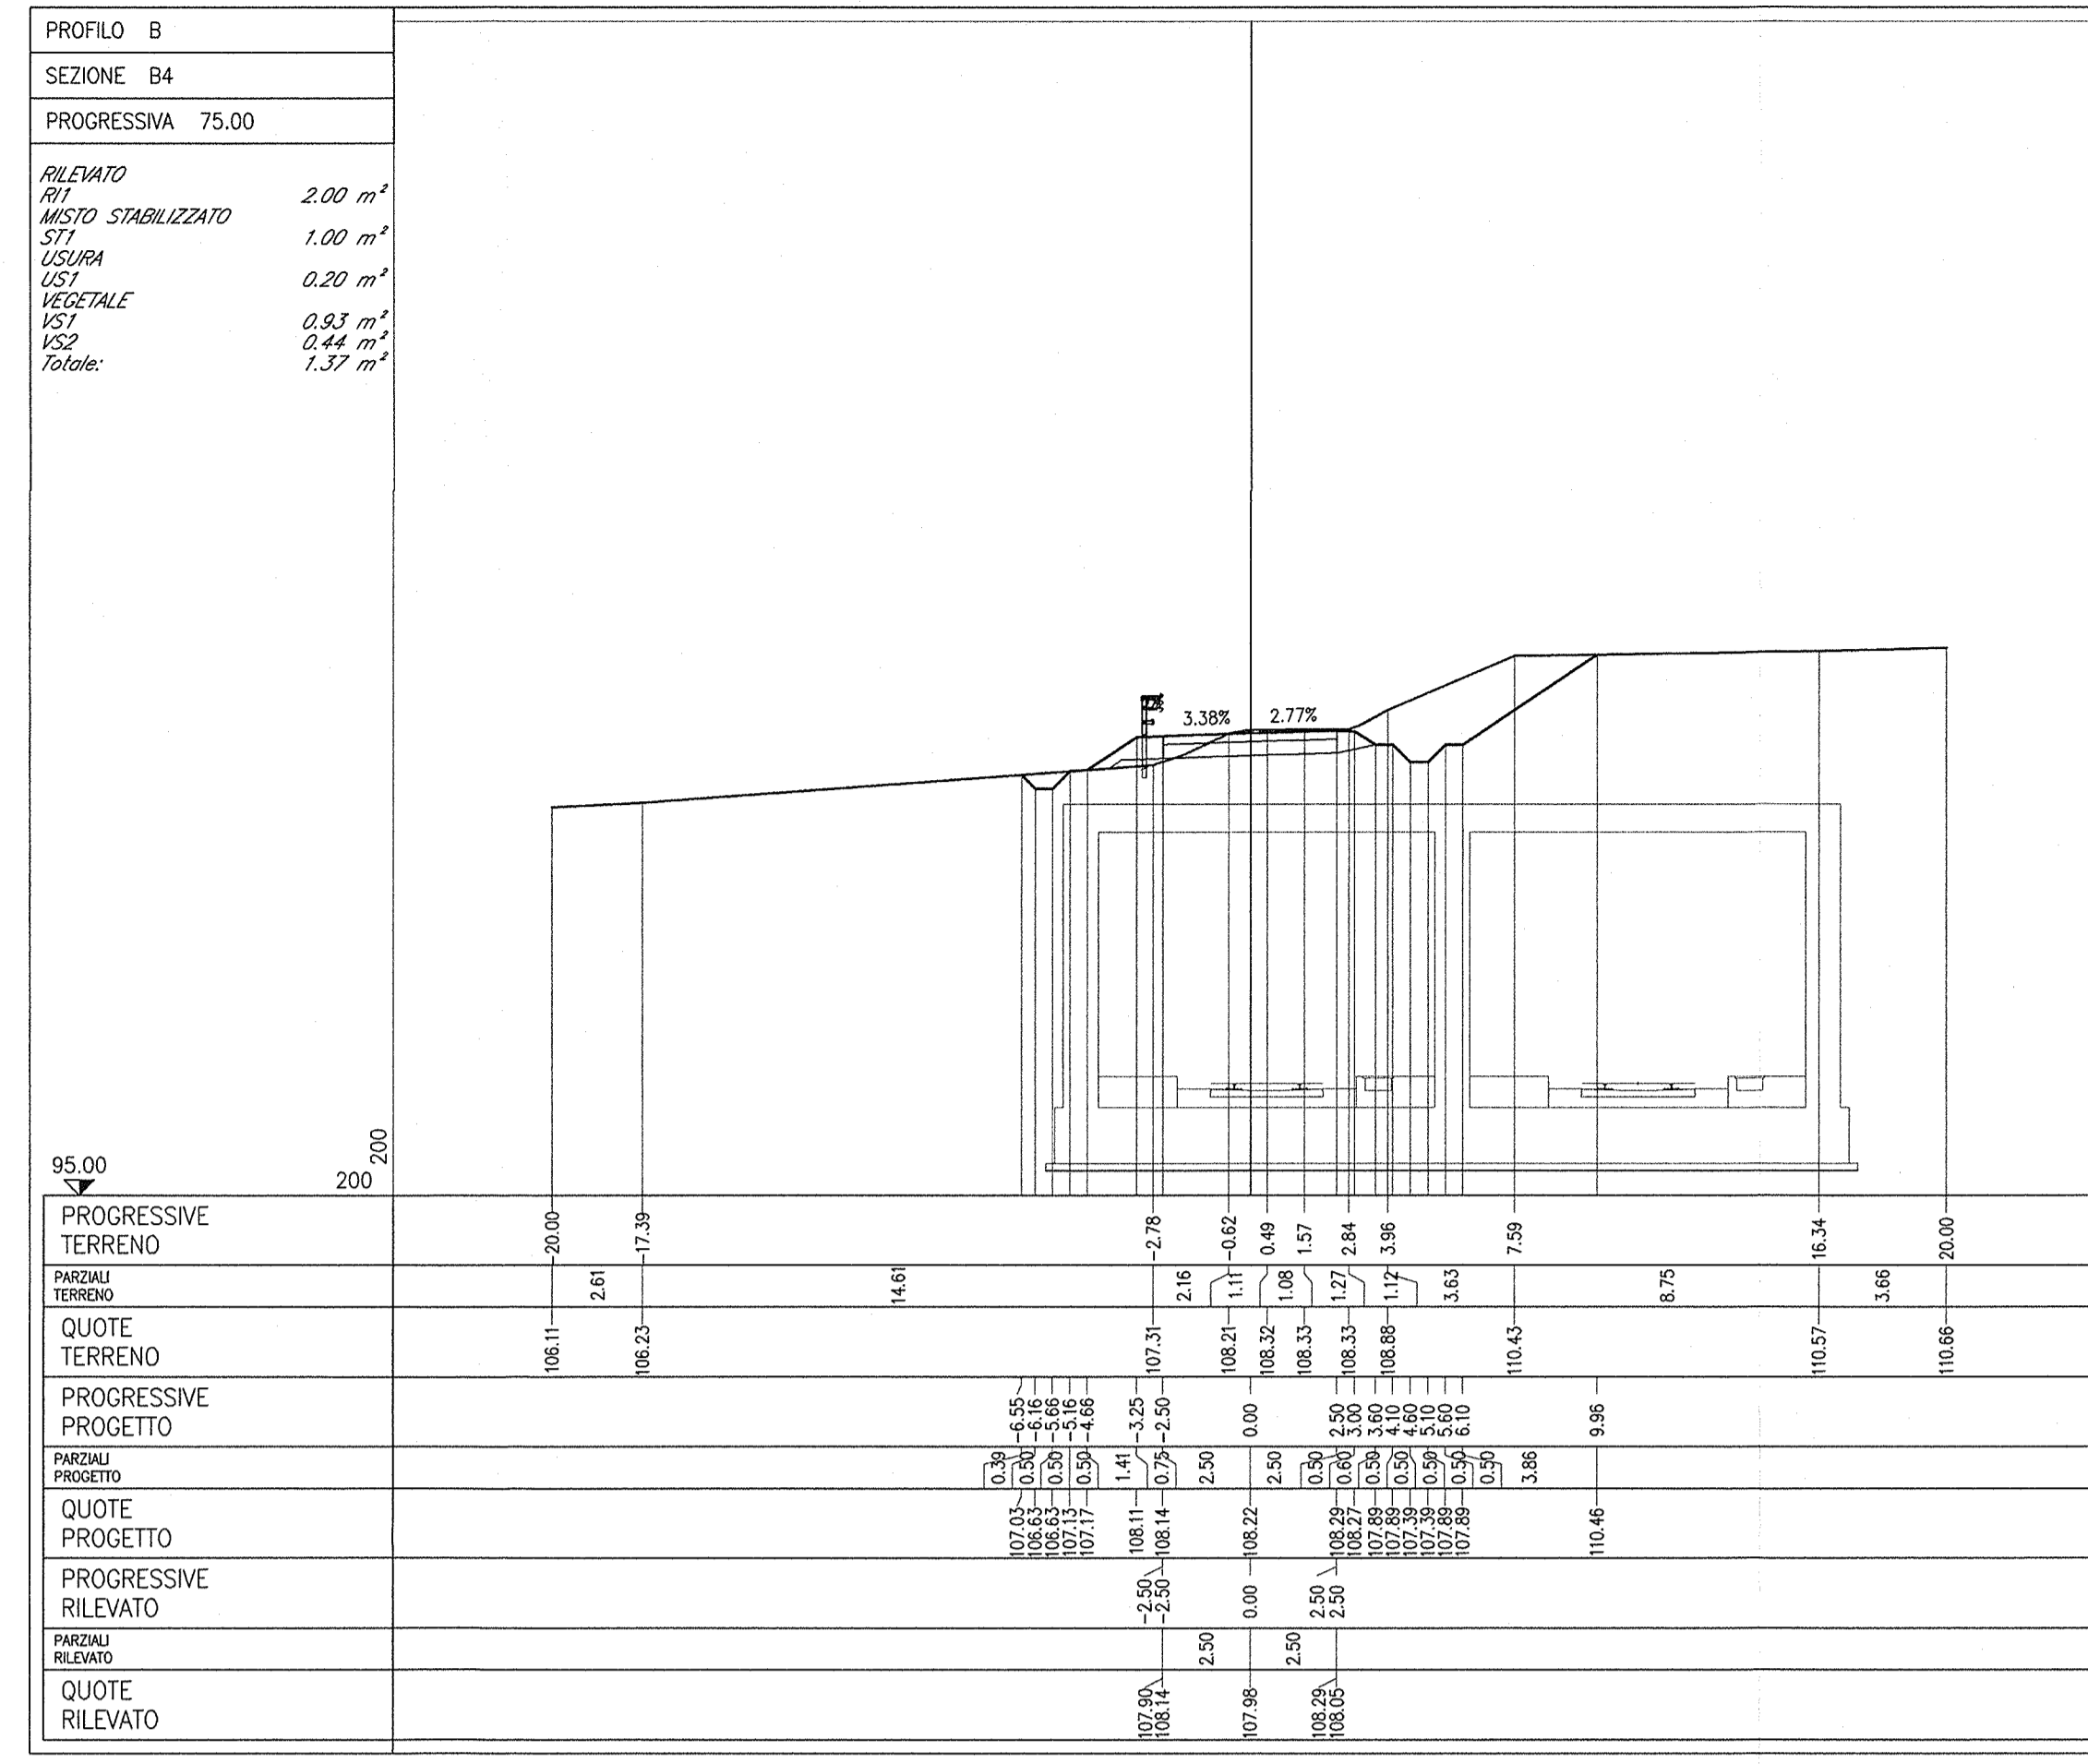 PROFILO B
SEZIONE B4
PROGRESSIVA 75.00
RILEVATO
RI1 2.00 m²
MISTO STABILIZZATO
ST1 1.00 m²
USURA
US1 0.20 m²
VEGETALE
VS1 0.93 m²
VS2 0.44 m²
Totale: 1.37 m²
3.38% 2.77%
95.00
200
200
PROGRESSIVE
TERRENO
-20.00 -17.39 -2.78 -0.62 0.49 1.57 2.84 3.96 7.59 16.34 20.00
PARZIALI
TERRENO
2.61 14.61 2.16 1.11 1.08 1.27 1.12 3.63 8.75 3.66
QUOTE
TERRENO
106.11 106.23 107.31 108.21 108.32 108.33 108.33 108.88 110.43 110.57 110.66
PROGRESSIVE
PROGETTO
-6.55 -6.16 -5.66 -5.16 -4.66 -3.25 -2.50 0.00 2.50 3.00 3.60 4.10 4.60 5.10 5.60 6.10 9.96
PARZIALI
PROGETTO
0.39 0.50 0.50 0.50 1.41 0.75 2.50 2.50 0.50 0.60 0.50 0.50 0.50 0.50 0.50 3.86
QUOTE
PROGETTO
107.03 106.63 106.63 107.13 107.17 108.11 108.14 108.22 108.29 108.27 107.89 107.89 107.39 107.39 107.89 107.89 110.46
PROGRESSIVE
RILEVATO
-2.50 -2.50 0.00 2.50 2.50
PARZIALI
RILEVATO
2.50 2.50
QUOTE
RILEVATO
107.90 108.14 107.98 108.29 108.05